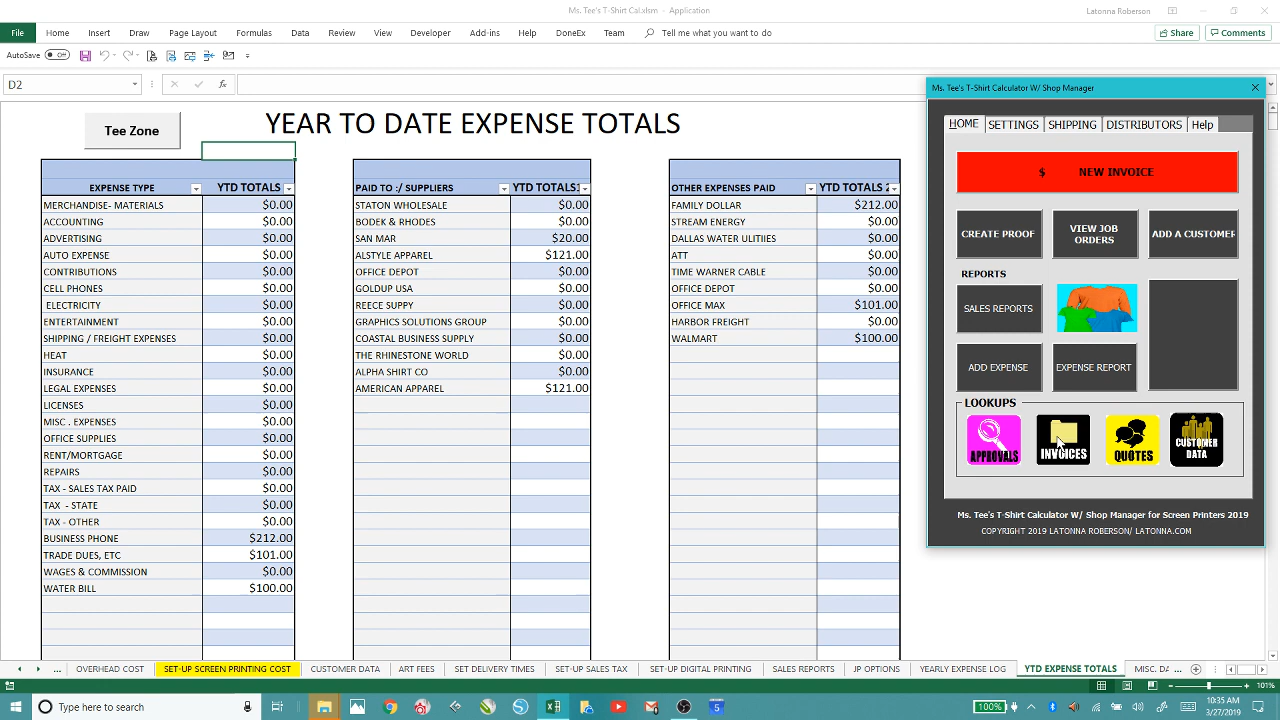 Ms. Tee's T-Shirt Cal.xlsm - Application
Latonna Roberson
File Home Insert Draw Page Layout Formulas Data Review View Developer Add-ins Help DoneEx Team Tell me what you want to do Share Comments
AutoSave Off
D2
fx
Tee Zone
YEAR TO DATE EXPENSE TOTALS
EXPENSE TYPE YTD TOTALS
MERCHANDISE- MATERIALS $0.00
ACCOUNTING $0.00
ADVERTISING $0.00
AUTO EXPENSE $0.00
CONTRIBUTIONS $0.00
CELL PHONES $0.00
ELECTRICITY $0.00
ENTERTAINMENT $0.00
SHIPPING / FREIGHT EXPENSES $0.00
HEAT $0.00
INSURANCE $0.00
LEGAL EXPENSES $0.00
LICENSES $0.00
MISC . EXPENSES $0.00
OFFICE SUPPLIES $0.00
RENT/MORTGAGE $0.00
REPAIRS $0.00
TAX - SALES TAX PAID $0.00
TAX - STATE $0.00
TAX - OTHER $0.00
BUSINESS PHONE $212.00
TRADE DUES, ETC $101.00
WAGES & COMMISSION $0.00
WATER BILL $100.00
PAID TO :/ SUPPLIERS YTD TOTALS1
STATON WHOLESALE $0.00
BODEK & RHODES $0.00
SAN MAR $20.00
ALSTYLE APPAREL $121.00
OFFICE DEPOT $0.00
GOLDUP USA $0.00
REECE SUPPY $0.00
GRAPHICS SOLUTIONS GROUP $0.00
COASTAL BUSINESS SUPPLY $0.00
THE RHINESTONE WORLD $0.00
ALPHA SHIRT CO $0.00
AMERICAN APPAREL $121.00
OTHER EXPENSES PAID YTD TOTALS 2
FAMILY DOLLAR $212.00
STREAM ENERGY $0.00
DALLAS WATER ULITIIES $0.00
ATT $0.00
TIME WARNER CABLE $0.00
OFFICE DEPOT $0.00
OFFICE MAX $101.00
HARBOR FREIGHT $0.00
WALMART $100.00
Ms. Tee's T-Shirt Calculator W/ Shop Manager
HOME SETTINGS SHIPPING DISTRIBUTORS Help
$ NEW INVOICE
CREATE PROOF
VIEW JOB
ORDERS
ADD A CUSTOMER
REPORTS
SALES REPORTS
ADD EXPENSE
EXPENSE REPORT
LOOKUPS
APPROVALS
INVOICES
QUOTES
CUSTOMER
DATA
Ms. Tee's T-Shirt Calculator W/ Shop Manager for Screen Printers 2019
COPYRIGHT 2019 LATONNA ROBERSON/ LATONNA.COM
... OVERHEAD COST SET-UP SCREEN PRINTING COST CUSTOMER DATA ART FEES SET DELIVERY TIMES SET-UP SALES TAX SET-UP DIGITAL PRINTING SALES REPORTS JP OPTIONS YEARLY EXPENSE LOG YTD EXPENSE TOTALS MISC. DA ...
101%
Type here to search
100%
10:35 AM
3/27/2019